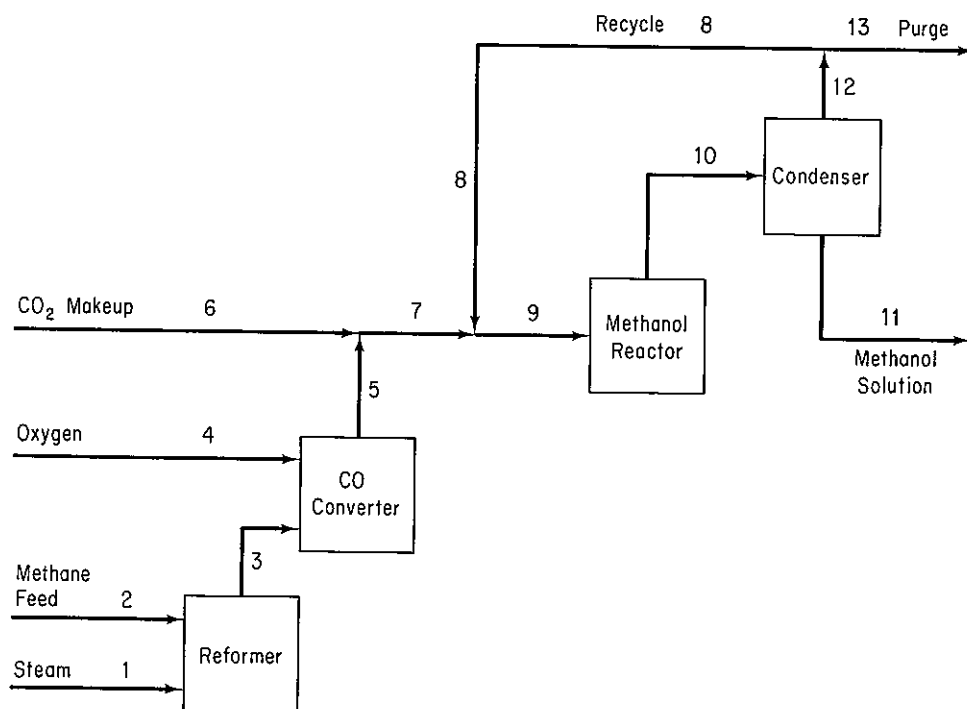 Recycle 8 13 Purge
12
10
Condenser
8
CO₂ Makeup 6 7 9
Methanol
Reactor
11
Methanol
Solution
5
Oxygen 4
CO
Converter
3
Methane
Feed 2
Reformer
Steam 1